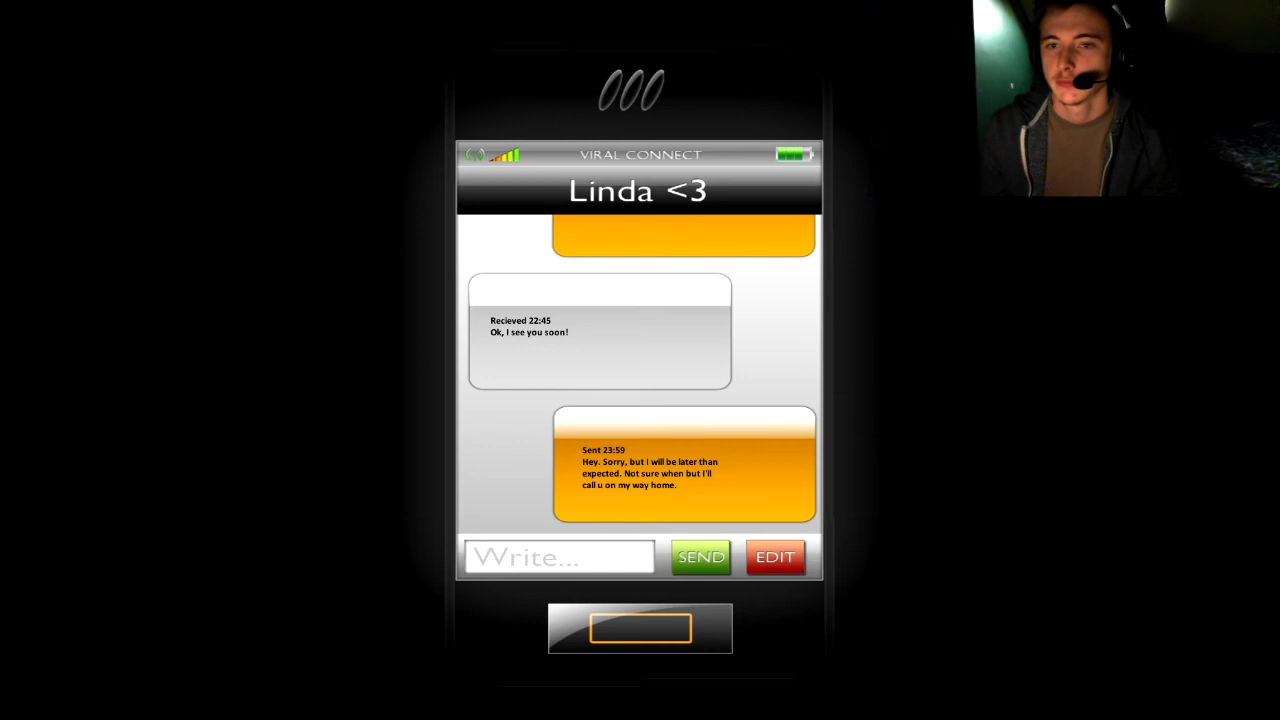 VIRAL CONNECT
Linda <3
Recieved 22:45
Ok, I see you soon!
Sent 23:59
Hey. Sorry, but I will be later than
expected. Not sure when but I'll
call u on my way home.
Write...
SEND
EDIT